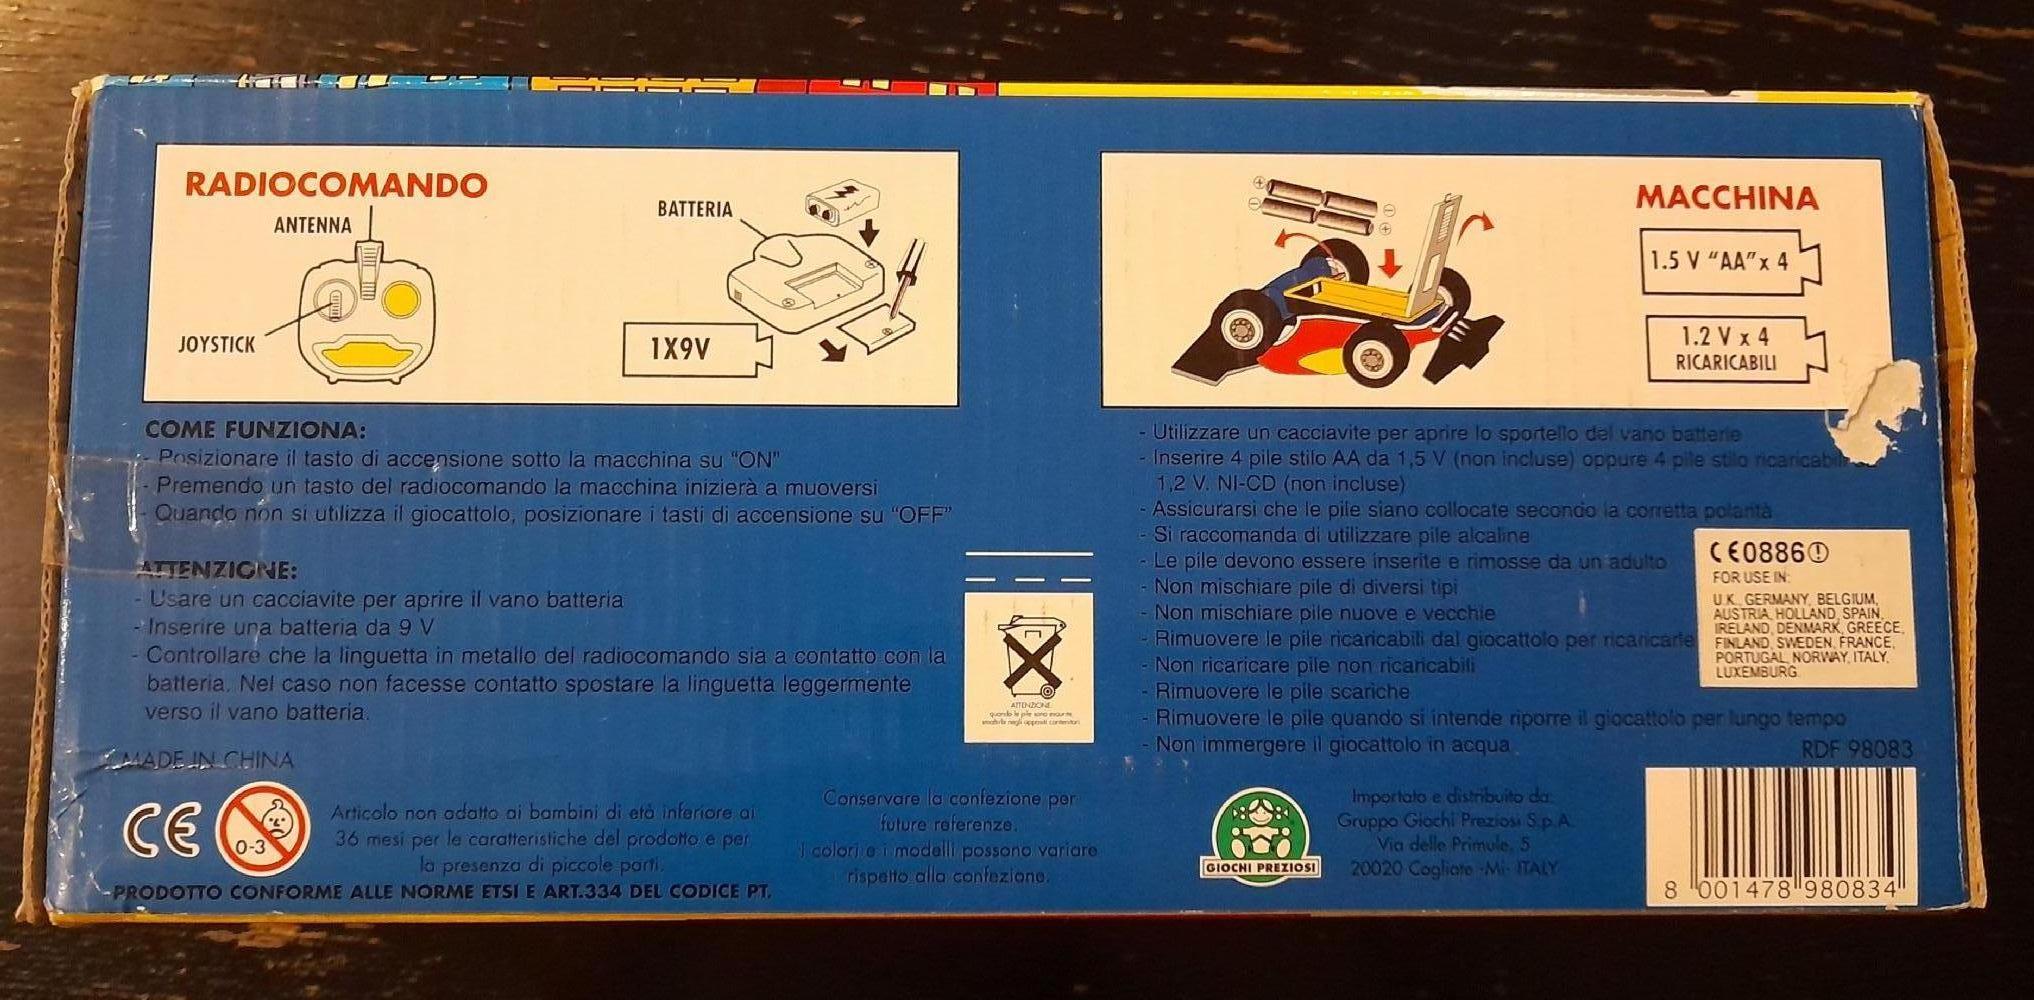 RADIOCOMANDO
ANTENNA
JOYSTICK
BATTERIA
1X9V
MACCHINA
1.5 V "AA" x 4
1.2 V x 4
RICARICABILI
COME FUNZIONA:
- Posizionare il tasto di accensione sotto la macchina su "ON"
- Premendo un tasto del radiocomando la macchina inizierà a muoversi
- Quando non si utilizza il giocattolo, posizionare i tasti di accensione su "OFF"
ATTENZIONE:
- Usare un cacciavite per aprire il vano batteria
- Inserire una batteria da 9 V
- Controllare che la linguetta in metallo del radiocomando sia a contatto con la
batteria. Nel caso non facesse contatto spostare la linguetta leggermente
verso il vano batteria.
MADE IN CHINA
CE
0-3
Articolo non adatto ai bambini di età inferiore ai
36 mesi per le caratteristiche del prodotto e per
la presenza di piccole parti.
PRODOTTO CONFORME ALLE NORME ETSI E ART.334 DEL CODICE PT.
ATTENZIONE
quando le pile sono esaurite
smaltirle negli appositi contenitori
Conservare la confezione per
future referenze.
I colori e i modelli possono variare
rispetto alla confezione.
- Utilizzare un cacciavite per aprire lo sportello del vano batterie
- Inserire 4 pile stilo AA da 1,5 V (non incluse) oppure 4 pile stilo
1,2 V. NI-CD (non incluse)
- Assicurarsi che le pile siano collocate secondo la corretta polarità
- Si raccomanda di utilizzare pile alcaline
- Le pile devono essere inserite e rimosse da un adulto
- Non mischiare pile di diversi tipi
- Non mischiare pile nuove e vecchie
- Rimuovere le pile ricaricabili dal giocattolo per ricaricarle
- Non ricaricare pile non ricaricabili
- Rimuovere le pile scariche
- Rimuovere le pile quando si intende riporre il giocattolo per lungo tempo
- Non immergere il giocattolo in acqua
CE0886
FOR USE IN:
U.K., GERMANY, BELGIUM,
AUSTRIA, HOLLAND, SPAIN,
IRELAND, DENMARK, GREECE,
FINLAND, SWEDEN, FRANCE,
PORTUGAL, NORWAY, ITALY,
LUXEMBURG.
RDF 98083
GIOCHI PREZIOSI
Importato e distribuito da:
Gruppo Giochi Preziosi S.p.A.
Via delle Primule, 5
20020 Cogliate -Mi- ITALY
8 001478 980834